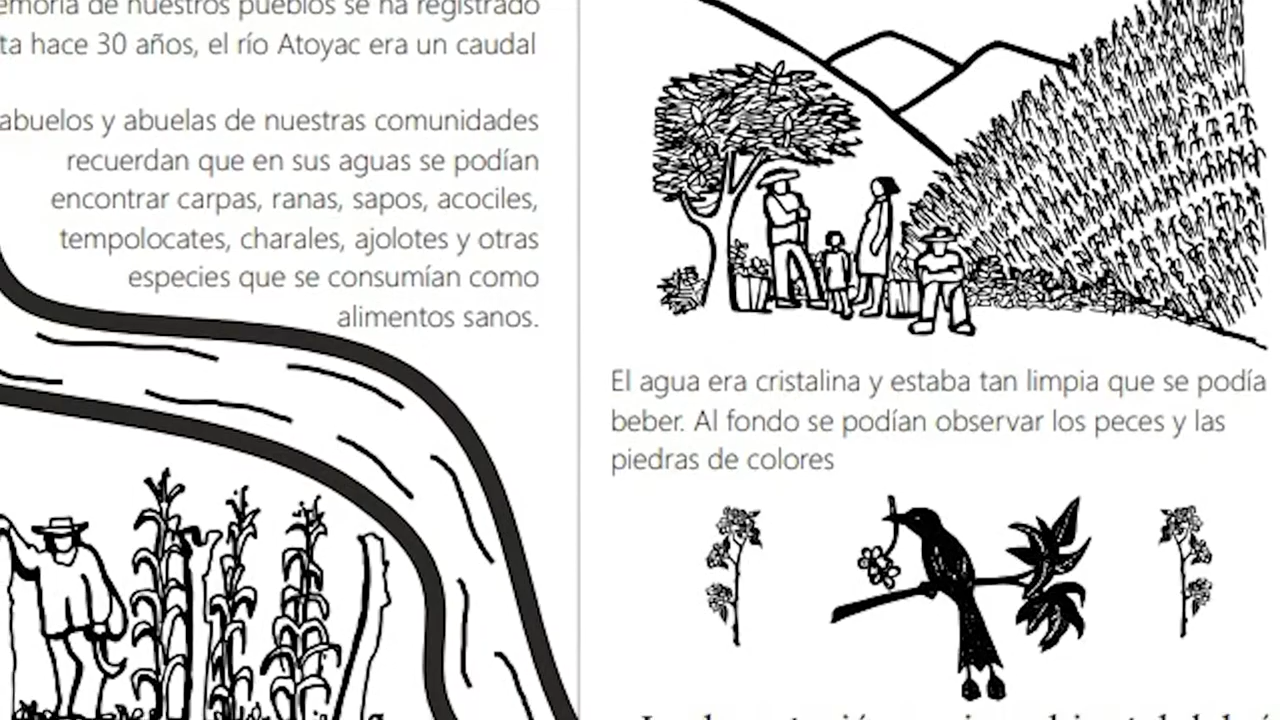 emoria de nuestros pueblos se ha registrado
ta hace 30 años, el río Atoyac era un caudal
abuelos y abuelas de nuestras comunidades
recuerdan que en sus aguas se podían
encontrar carpas, ranas, sapos, acociles,
tempolocates, charales, ajolotes y otras
especies que se consumían como
alimentos sanos.
El agua era cristalina y estaba tan limpia que se podía
beber. Al fondo se podían observar los peces y las
piedras de colores